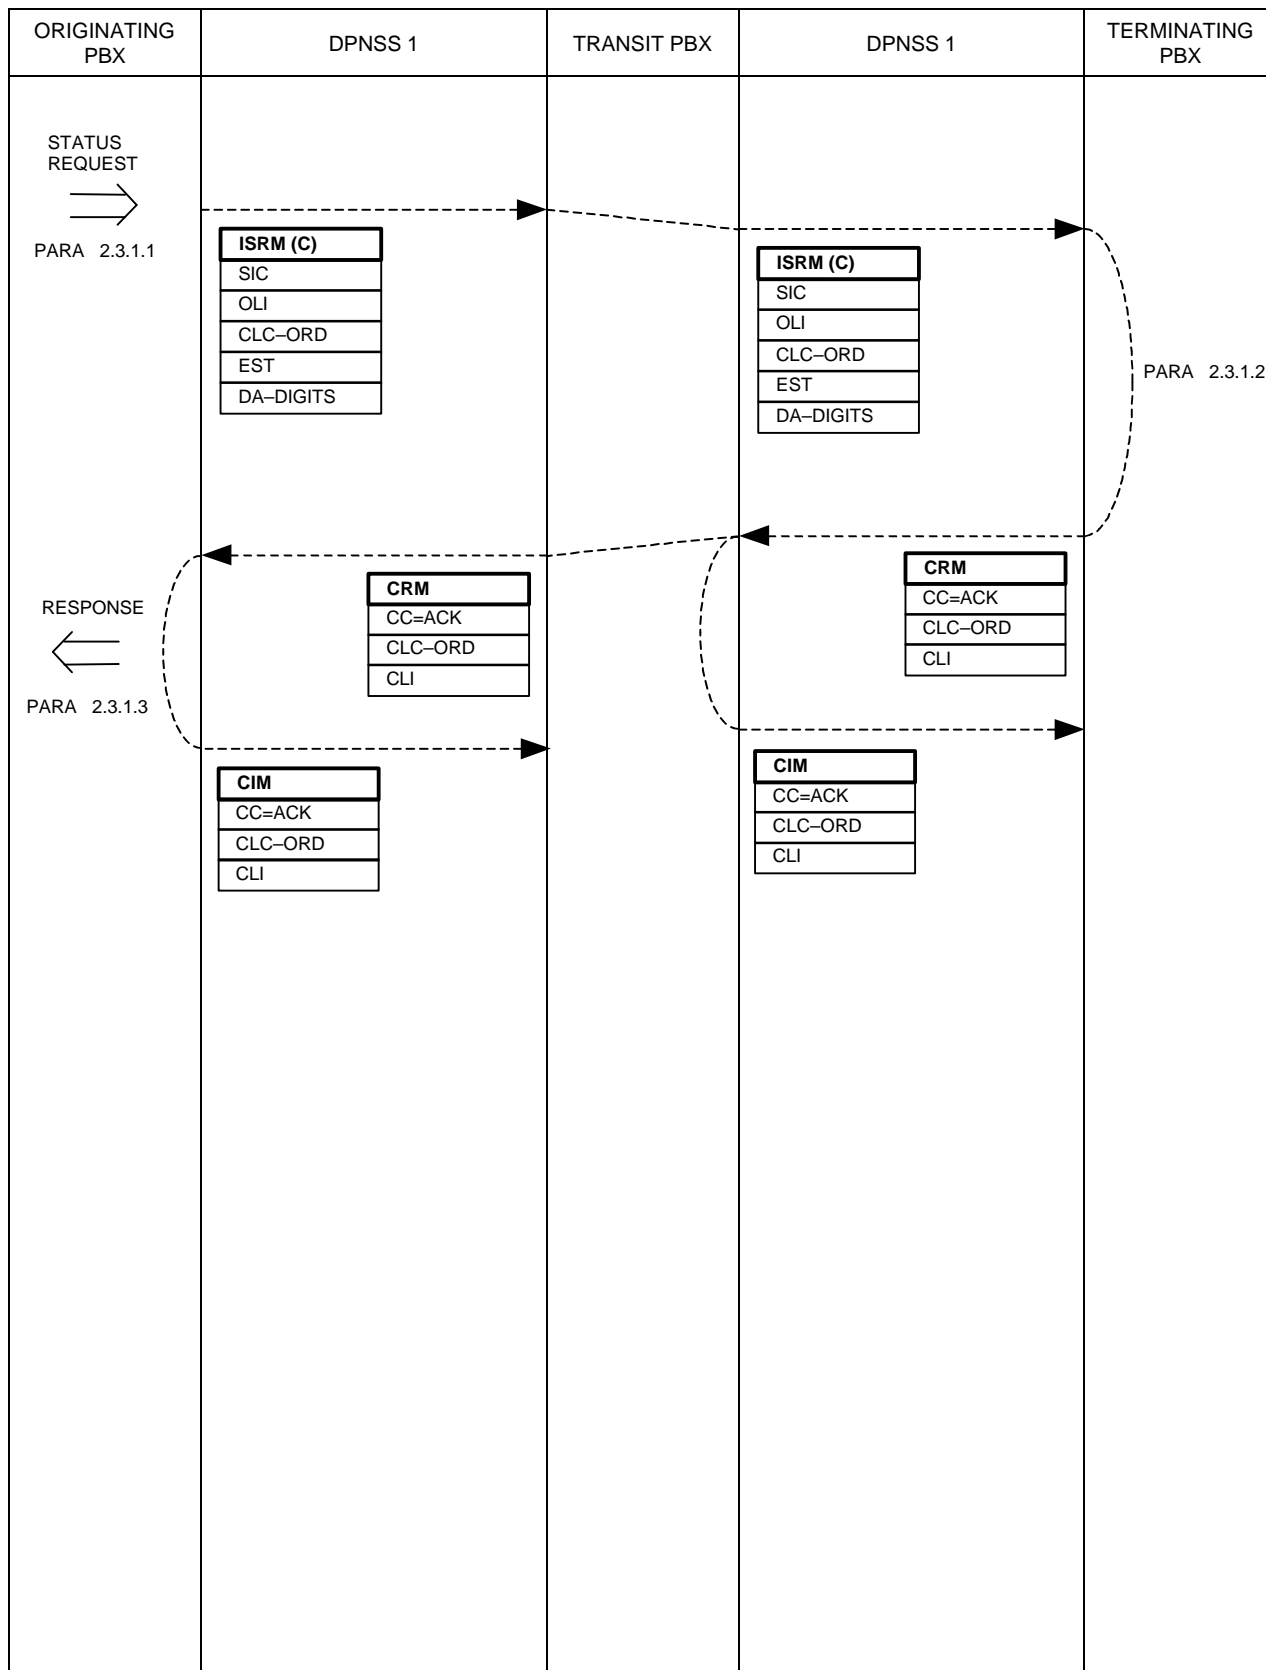 ORIGINATING
PBX
DPNSS 1
TRANSIT PBX
DPNSS 1
TERMINATING
PBX
STATUS
REQUEST
PARA 2.3.1.1
ISRM (C)
SIC
OLI
CLC–ORD
EST
DA–DIGITS
ISRM (C)
SIC
OLI
CLC–ORD
EST
DA–DIGITS
PARA 2.3.1.2
CRM
CC=ACK
CLC–ORD
CLI
CRM
CC=ACK
CLC–ORD
CLI
RESPONSE
PARA 2.3.1.3
CIM
CC=ACK
CLC–ORD
CLI
CIM
CC=ACK
CLC–ORD
CLI